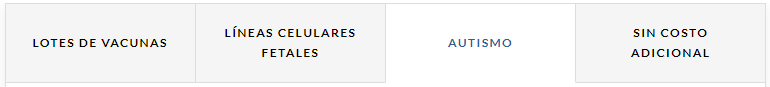 LOTES DE VACUNAS
LÍNEAS CELULARES
FETALES
AUTISMO
SIN COSTO
ADICIONAL